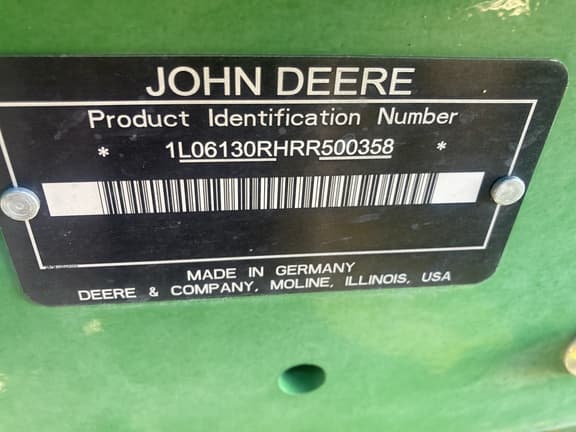 JOHN DEERE
Product Identification Number
* 1L06130RHRR500358 *
MADE IN GERMANY
DEERE & COMPANY, MOLINE, ILLINOIS, USA